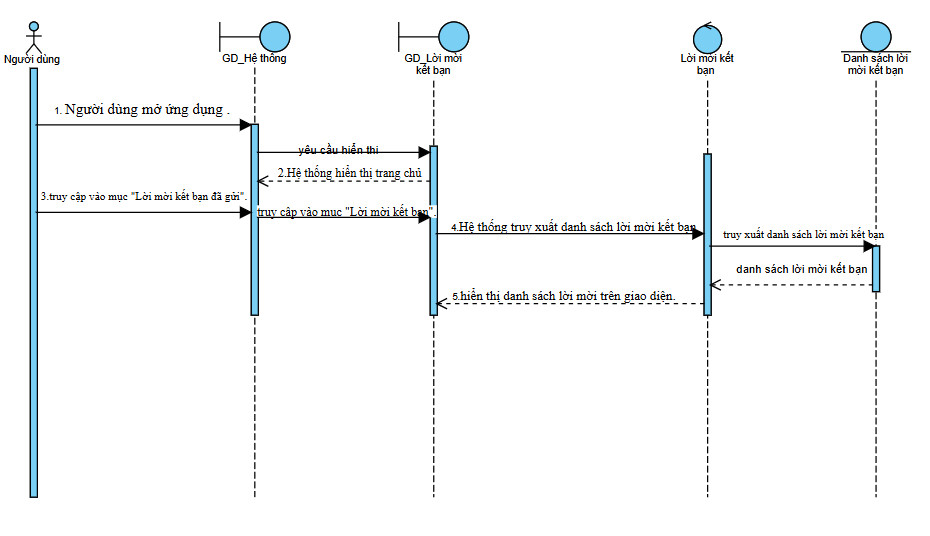 Người dùng
GD_Hệ thống
GD_Lời mời
kết bạn
Lời mời kết
bạn
Danh sách lời
mời kết bạn
1. Người dùng mở ứng dụng .
yêu cầu hiển thị
2.Hệ thống hiển thị trang chủ
3.truy cập vào mục "Lời mời kết bạn đã gửi".
truy cập vào mục "Lời mời kết bạn".
4.Hệ thống truy xuất danh sách lời mời kết bạn
truy xuất danh sách lời mời kết bạn
danh sách lời mời kết bạn
5.hiển thị danh sách lời mời trên giao diện.